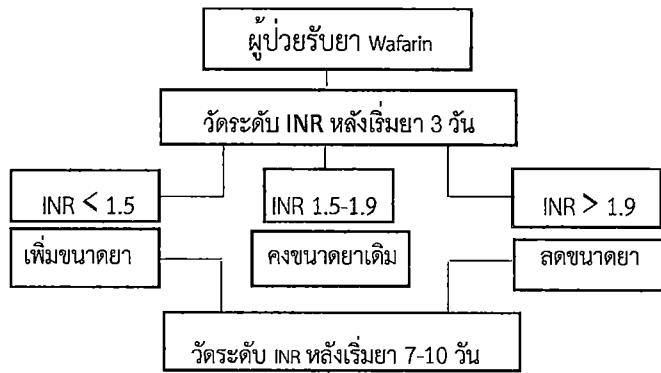 ผู้ป่วยรับยา Wafarin
วัดระดับ INR หลังเริ่มยา 3 วัน
INR < 1.5
INR 1.5-1.9
INR > 1.9
เพิ่มขนาดยา
คงขนาดยาเดิม
ลดขนาดยา
วัดระดับ INR หลังเริ่มยา 7-10 วัน